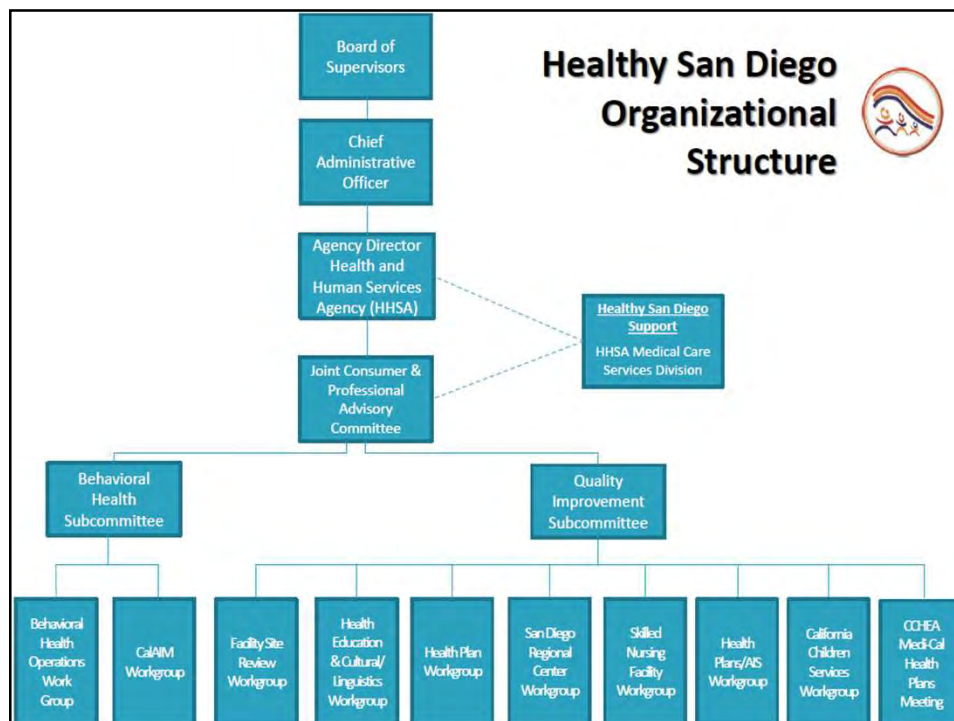 Board of
Supervisors
Healthy San Diego
Organizational
Structure
Chief
Administrative
Officer
Agency Director
Health and
Human Services
Agency (HHSA)
Healthy San Diego
Support
HHSA Medical Care
Services Division
Joint Consumer &
Professional
Advisory
Committee
Behavioral
Health
Subcommittee
Quality
Improvement
Subcommittee
Behavioral
Health
Operations
Work
Group
CalAIM
Workgroup
Facility Site
Review
Workgroup
Health
Education
& Cultural/
Linguistics
Workgroup
Health Plan
Workgroup
San Diego
Regional
Center
Workgroup
Skilled
Nursing
Facility
Workgroup
Health
Plans/AIS
Workgroup
California
Children
Services
Workgroup
CCHEA
Medi-Cal
Health
Plans
Meeting